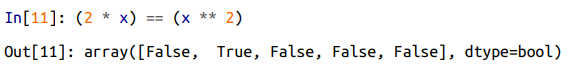 In[11]: (2 * x) == (x ** 2)
Out[11]: array([False,  True, False, False, False], dtype=bool)